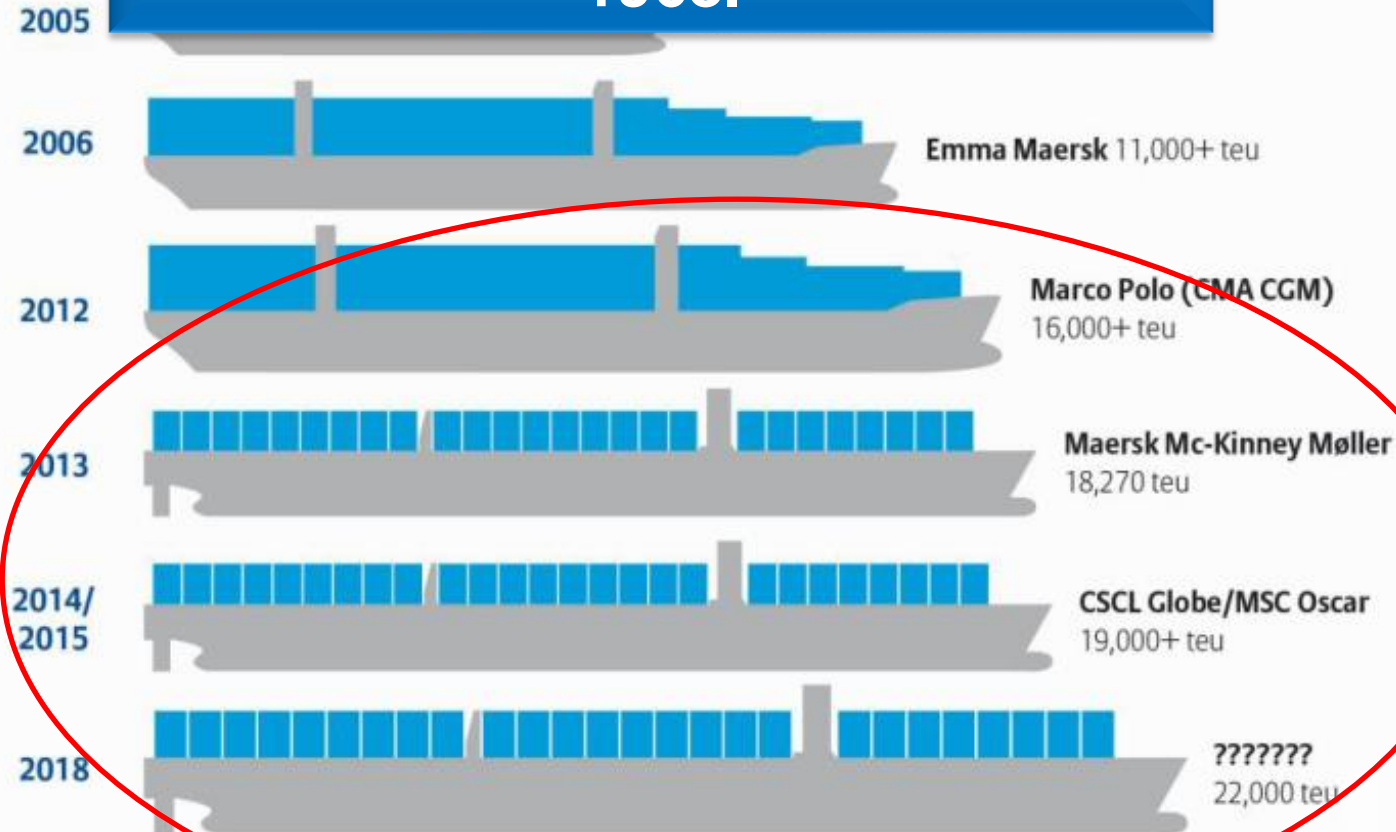 2005
2006
Emma Maersk 11,000+ teu
2012
Marco Polo (CMA CGM)
16,000+ teu
2013
Maersk Mc-Kinney Møller
18,270 teu
2014/
2015
CSCL Globe/MSC Oscar
19,000+ teu
2018
???????
22,000 teu